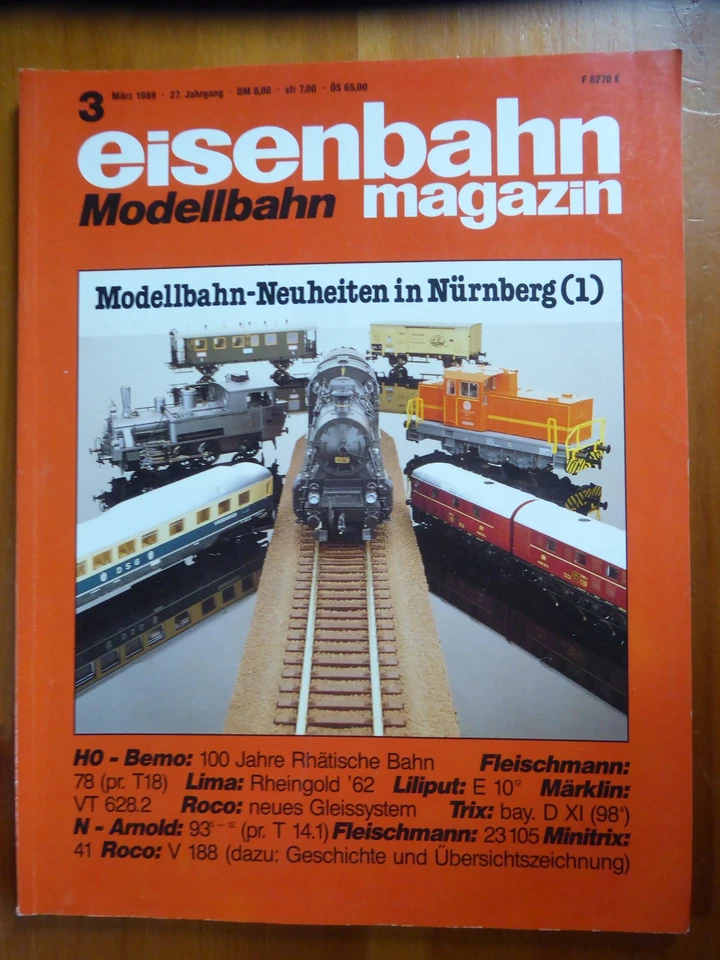 3 März 1989 · 27. Jahrgang · DM 8,00 · sfr 7,00 · ÖS 65,00
F 6270 E
eisenbahn
Modellbahn magazin
Modellbahn-Neuheiten in Nürnberg (1)
DSG
H0 - Bemo: 100 Jahre Rhätische Bahn Fleischmann:
78 (pr. T18) Lima: Rheingold '62 Liliput: E 10¹² Märklin:
VT 628.2 Roco: neues Gleissystem Trix: bay. D XI (98⁴)
N - Arnold: 93⁵⁻¹² (pr. T 14.1) Fleischmann: 23 105 Minitrix:
41 Roco: V 188 (dazu: Geschichte und Übersichtszeichnung)